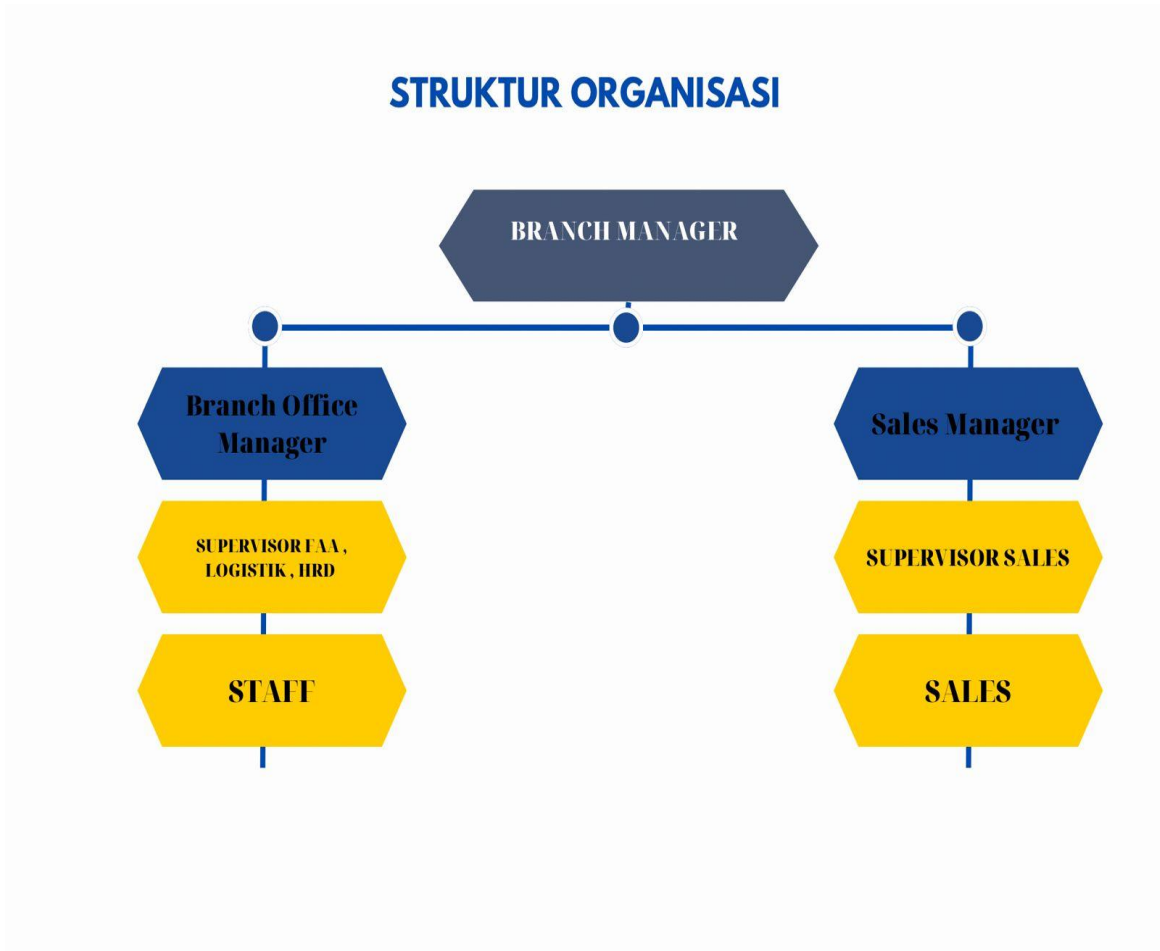 STRUKTUR ORGANISASI
BRANCH MANAGER
Branch Office
Manager
Sales Manager
SUPERVISOR FAA ,
LOGISTIK , HRD
SUPERVISOR SALES
STAFF
SALES